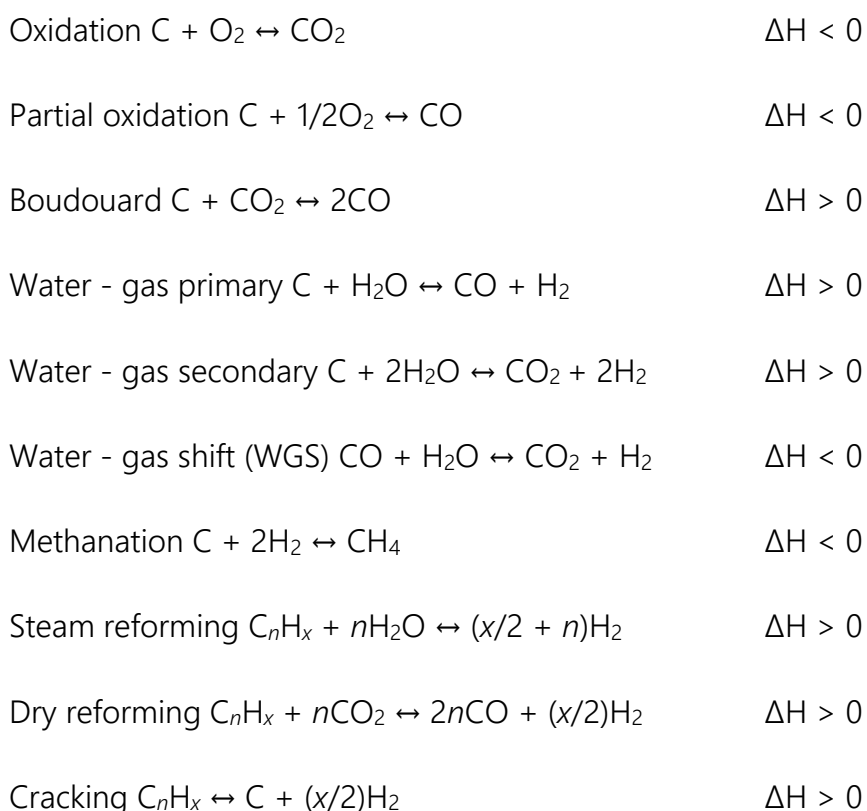 Oxidation C + O₂ ↔ CO₂ ΔH < 0
Partial oxidation C + 1/2O₂ ↔ CO ΔH < 0
Boudouard C + CO₂ ↔ 2CO ΔH > 0
Water - gas primary C + H₂O ↔ CO + H₂ ΔH > 0
Water - gas secondary C + 2H₂O ↔ CO₂ + 2H₂ ΔH > 0
Water - gas shift (WGS) CO + H₂O ↔ CO₂ + H₂ ΔH < 0
Methanation C + 2H₂ ↔ CH₄ ΔH < 0
Steam reforming CₙHₓ + nH₂O ↔ (x/2 + n)H₂ ΔH > 0
Dry reforming CₙHₓ + nCO₂ ↔ 2nCO + (x/2)H₂ ΔH > 0
Cracking CₙHₓ ↔ C + (x/2)H₂ ΔH > 0